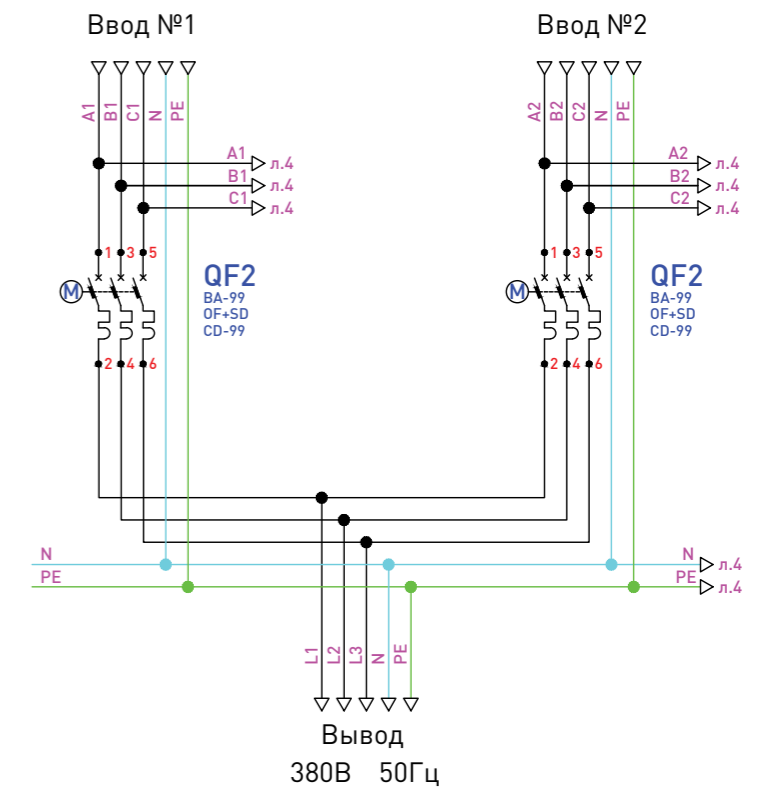 Ввод №1 Ввод №2
A1 B1 C1 N PE A2 B2 C2 N PE
A1 л.4 A2 л.4
B1 л.4 B2 л.4
C1 л.4 C2 л.4
1 3 5 1 3 5
M QF2 M QF2
BA-99 BA-99
OF+SD OF+SD
CD-99 CD-99
2 4 6 2 4 6
N N л.4
PE PE л.4
L1 L2 L3 N PE
Вывод
380В 50Гц